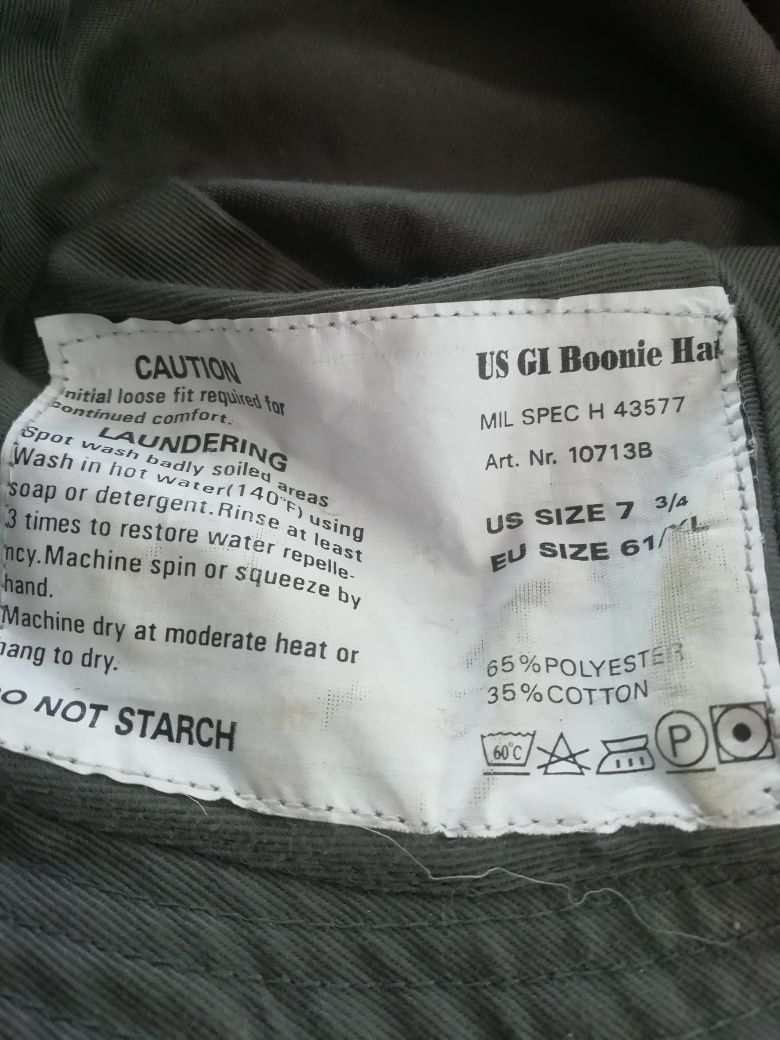 CAUTION
nitial loose fit required for
continued comfort.
LAUNDERING
Spot wash badly soiled areas
Wash in hot water(140°F) using
soap or detergent.Rinse at least
3 times to restore water repelle-
ncy.Machine spin or squeeze by
hand.
Machine dry at moderate heat or
hang to dry.
O NOT STARCH
US GI Boonie Hat
MIL SPEC H 43577
Art. Nr. 10713B
US SIZE 7 3/4
EU SIZE 61/XL
65%POLYESTER
35%COTTON
60°C
P